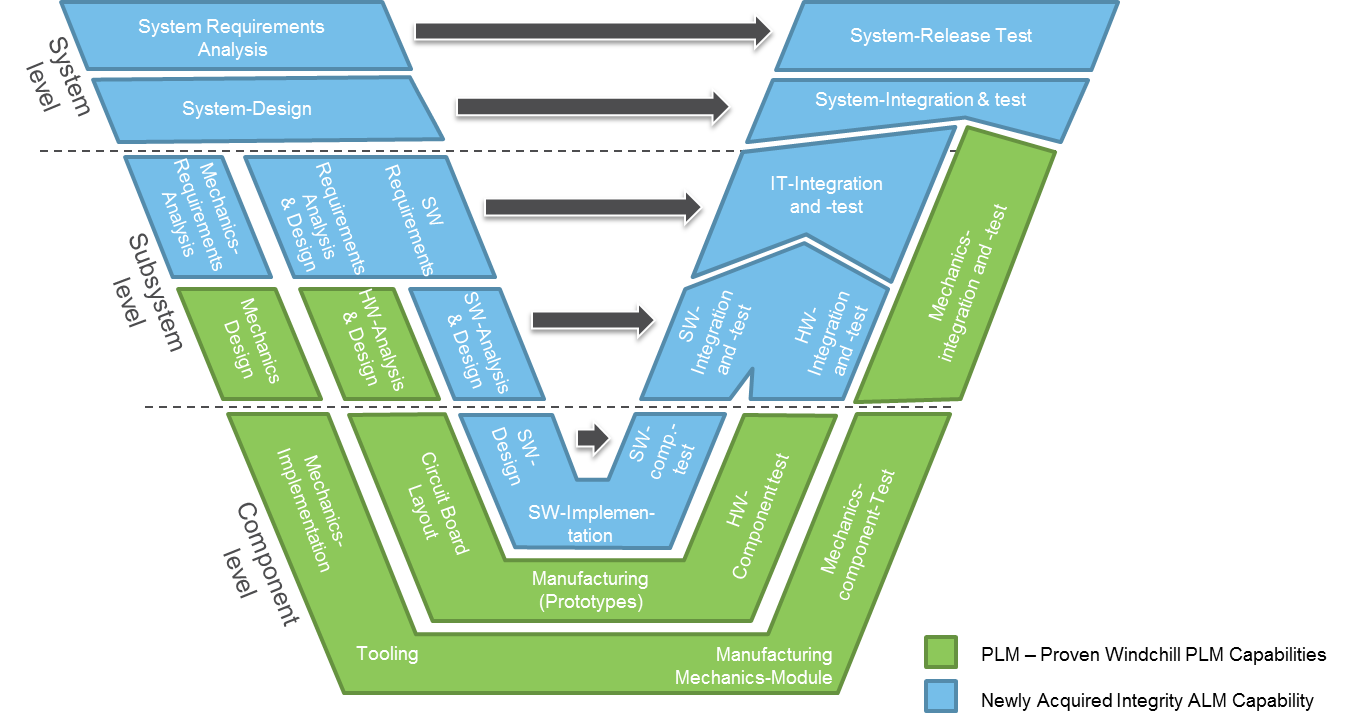 System Requirements
Analysis
System-Release Test
System
level
System-Design
System-Integration & test
Mechanics-
Requirements
Analysis
Requirements
Analysis
& Design
SW
Requirements
IT-Integration
and -test
Subsystem
level
Mechanics
Design
HW-Analysis
& Design
SW-Analysis
& Design
SW-
Integration
and -test
HW-
Integration
and -test
Mechanics-
integration and -test
Component
level
Mechanics-
Implementation
Circuit Board
Layout
SW-
Design
SW-
comp.-
test
SW-Implemen-
tation
HW-
Component test
Mechanics-
component-Test
Manufacturing
(Prototypes)
Tooling
Manufacturing
Mechanics-Module
PLM – Proven Windchill PLM Capabilities
Newly Acquired Integrity ALM Capability